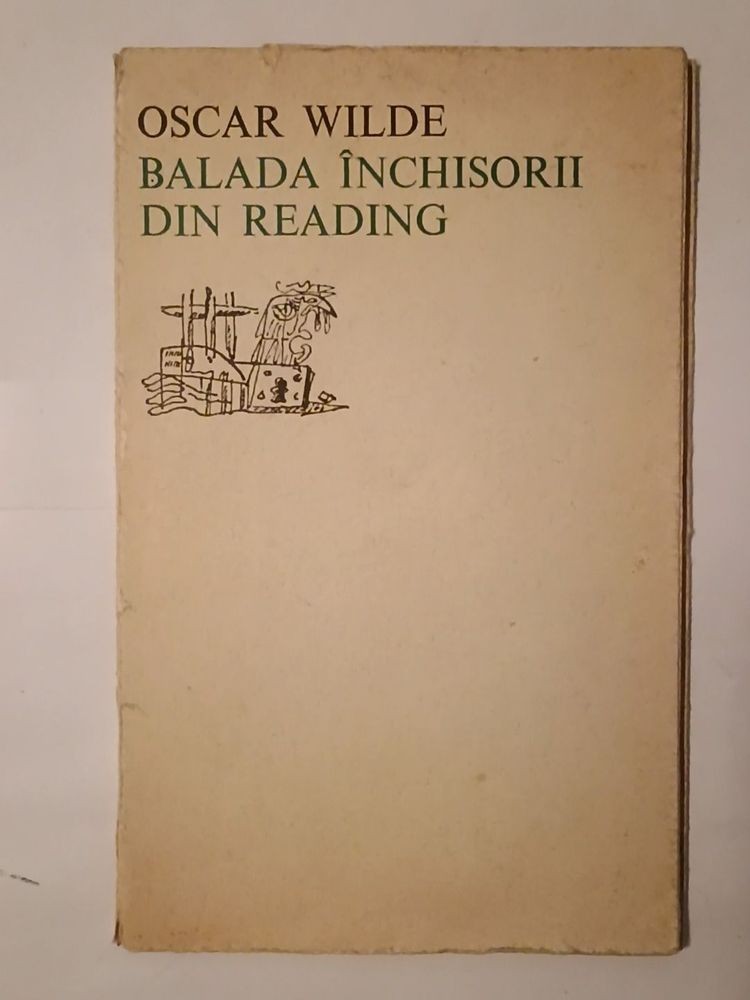 OSCAR WILDE
BALADA ÎNCHISORII
DIN READING